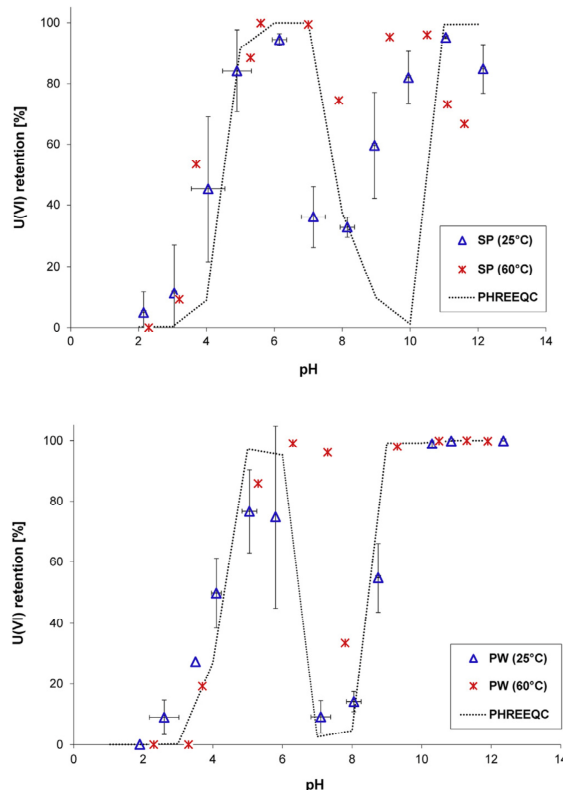 100
80
60
40
20
0
U(VI) retention [%]
SP (25°C)
SP (60°C)
PHREEQC
0 2 4 6 8 10 12 14
pH
100
80
60
40
20
0
U(VI) retention [%]
PW (25°C)
PW (60°C)
PHREEQC
0 2 4 6 8 10 12 14
pH